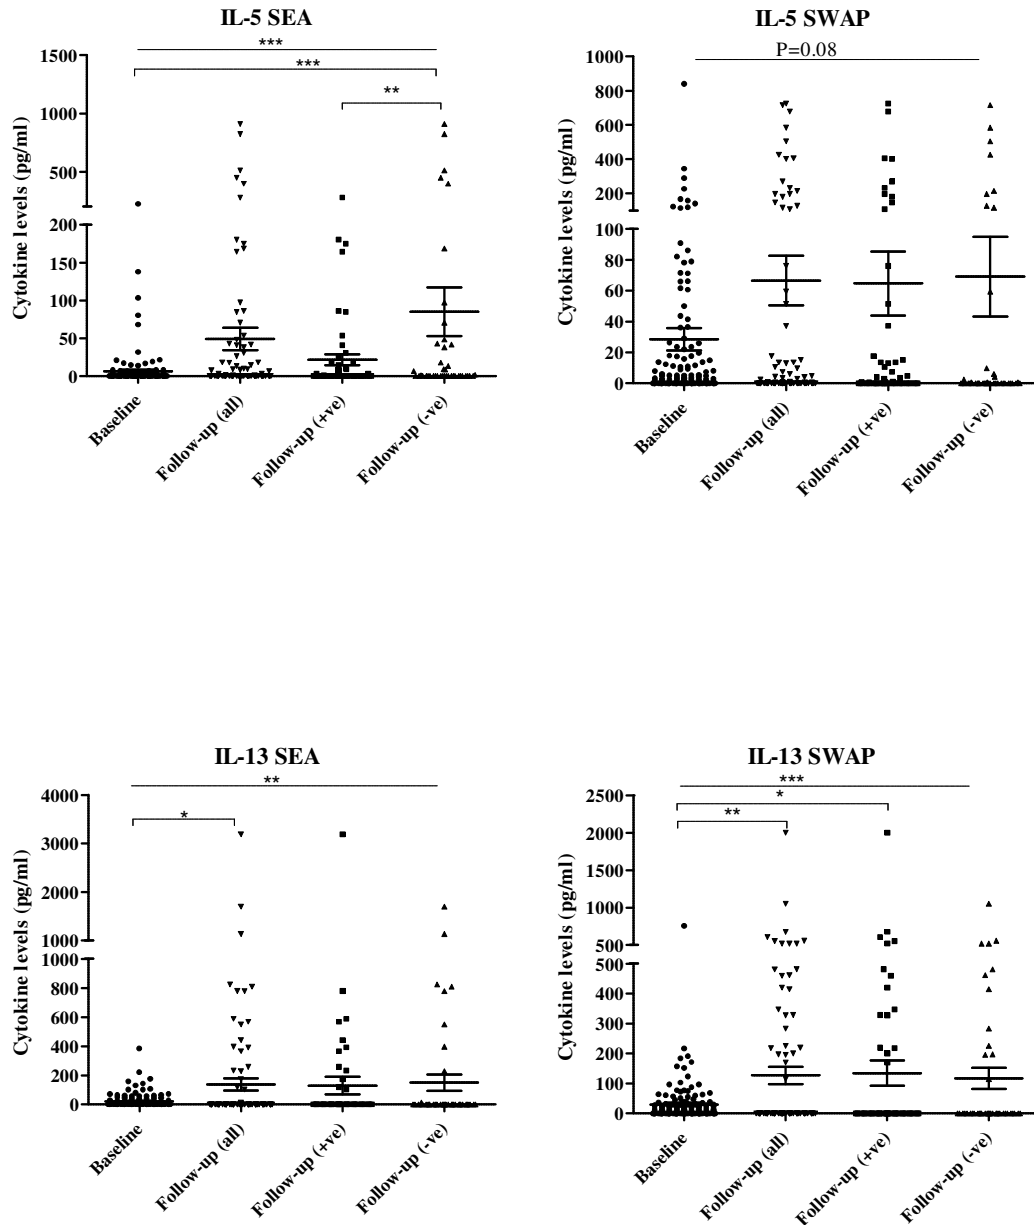 IL-5 SEA
***
***
**
1500
1000
500
200
150
100
50
0
Cytokine levels (pg/ml)
Baseline
Follow-up (all)
Follow-up (+ve)
Follow-up (-ve)
IL-5 SWAP
P=0.08
1000
800
600
400
200
100
80
60
40
20
0
Cytokine levels (pg/ml)
Baseline
Follow-up (all)
Follow-up (+ve)
Follow-up (-ve)
IL-13 SEA
**
*
4000
3000
2000
1000
1000
800
600
400
200
0
Cytokine levels (pg/ml)
Baseline
Follow-up (all)
Follow-up (+ve)
Follow-up (-ve)
IL-13 SWAP
***
*
**
2500
2000
1500
1000
500
500
400
300
200
100
0
Cytokine levels (pg/ml)
Baseline
Follow-up (all)
Follow-up (+ve)
Follow-up (-ve)